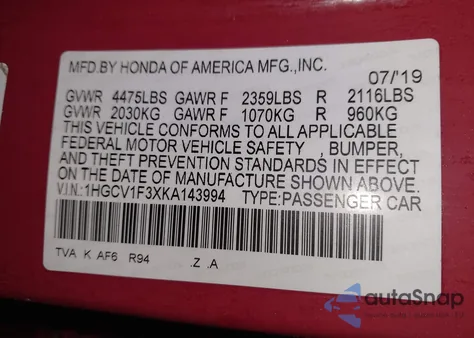 MFD.BY HONDA OF AMERICA MFG.,INC.
07/19
GVWR 4475LBS GAWR F 2359LBS R 2116LBS
GVWR 2030KG GAWR F 1070KG R 960KG
THIS VEHICLE CONFORMS TO ALL APPLICABLE
FEDERAL MOTOR VEHICLE SAFETY , BUMPER,
AND THEFT PREVENTION STANDARDS IN EFFECT
ON THE DATE OF MANUFACTURE SHOWN ABOVE.
V.I.N:1HGCV1F3XKA143994 TYPE:PASSENGER CAR
TVA K AF6 R94 .Z .A
autaSnap